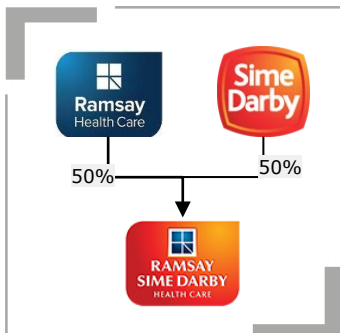 Ramsay
Health Care
Sime
Darby
50%
50%
RAMSAY
SIME DARBY
HEALTH CARE